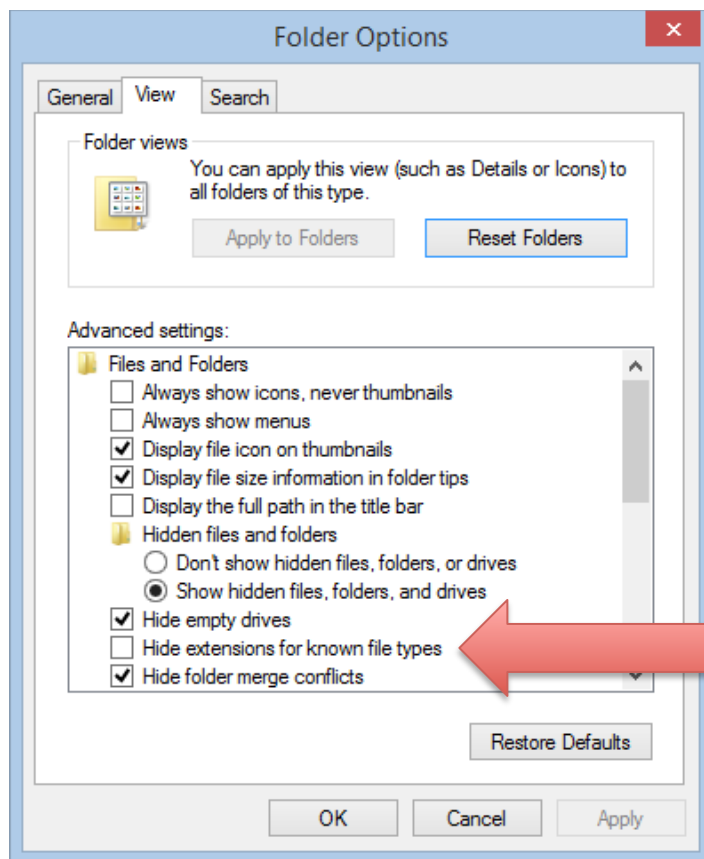 Folder Options
General View Search
Folder views
You can apply this view (such as Details or Icons) to
all folders of this type.
Apply to Folders Reset Folders
Advanced settings:
Files and Folders
Always show icons, never thumbnails
Always show menus
Display file icon on thumbnails
Display file size information in folder tips
Display the full path in the title bar
Hidden files and folders
Don't show hidden files, folders, or drives
Show hidden files, folders, and drives
Hide empty drives
Hide extensions for known file types
Hide folder merge conflicts
Restore Defaults
OK Cancel Apply